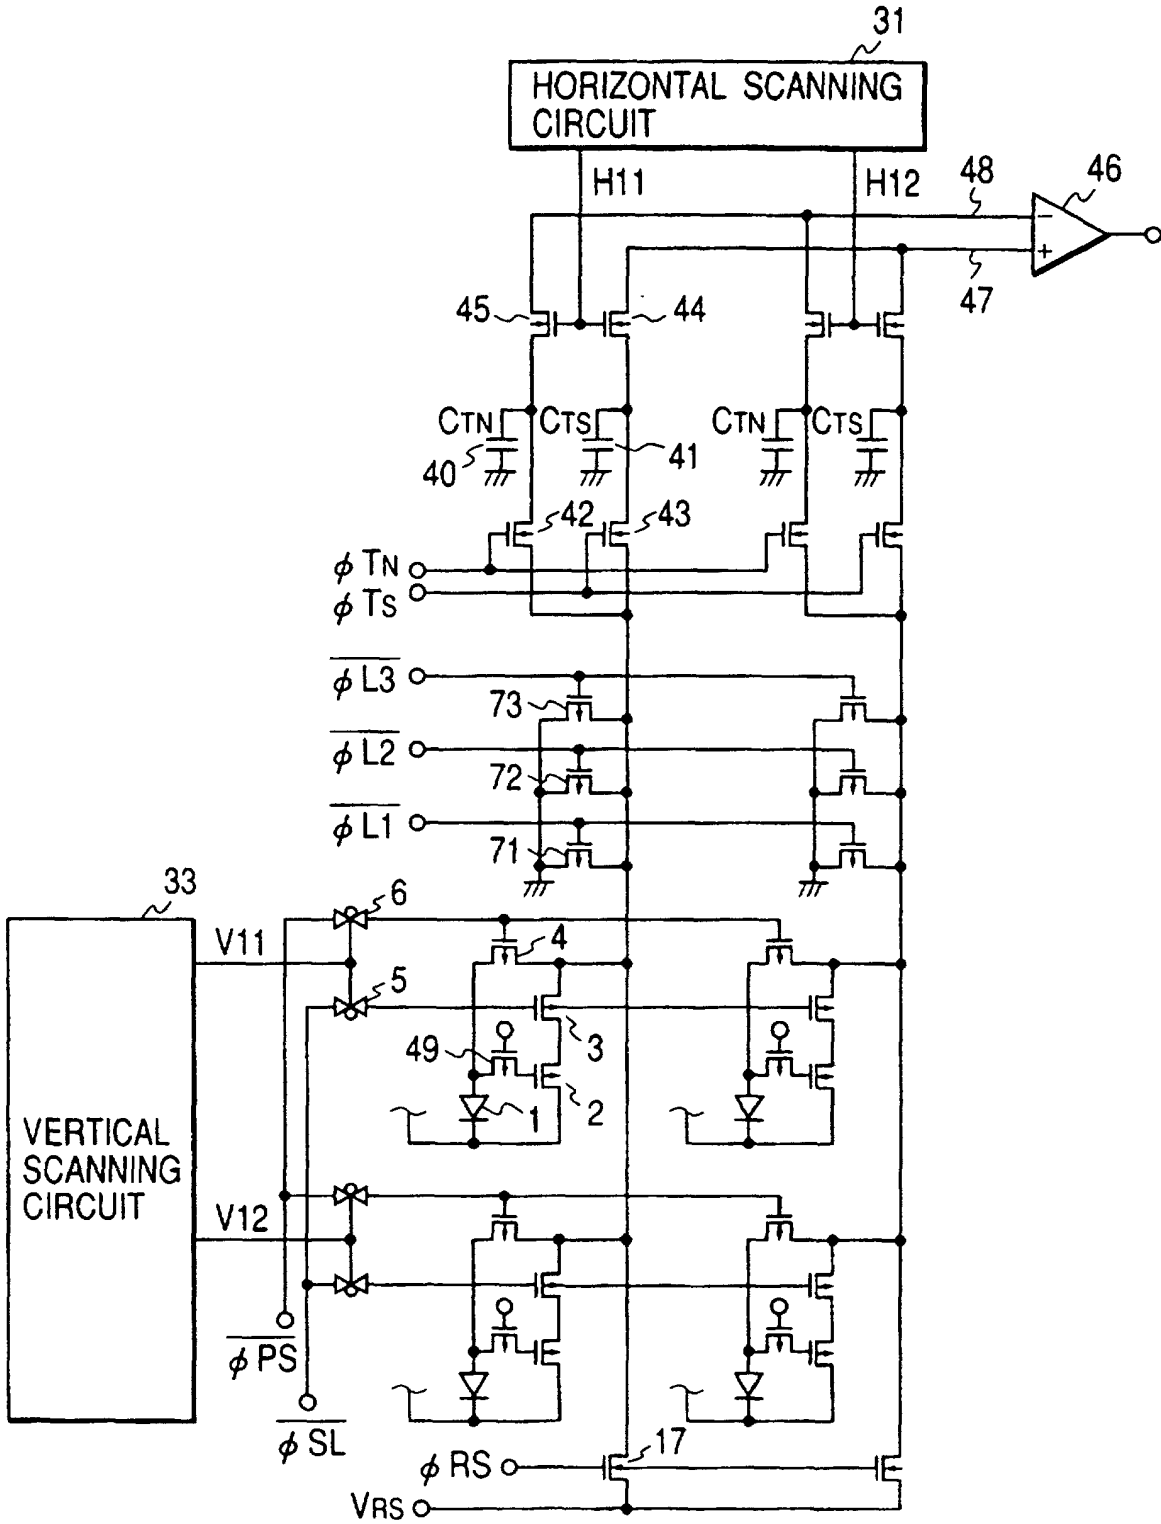 31
HORIZONTAL SCANNING
CIRCUIT
H11
H12
48
46
−
+
47
45
44
CTN
CTS
CTN
CTS
40
41
42
43
ϕ TN
ϕ TS
ϕ L3
73
ϕ L2
72
ϕ L1
71
33
6
V11
4
5
3
49
1
2
VERTICAL
SCANNING
CIRCUIT
V12
ϕ PS
ϕ SL
17
ϕ RS
VRS